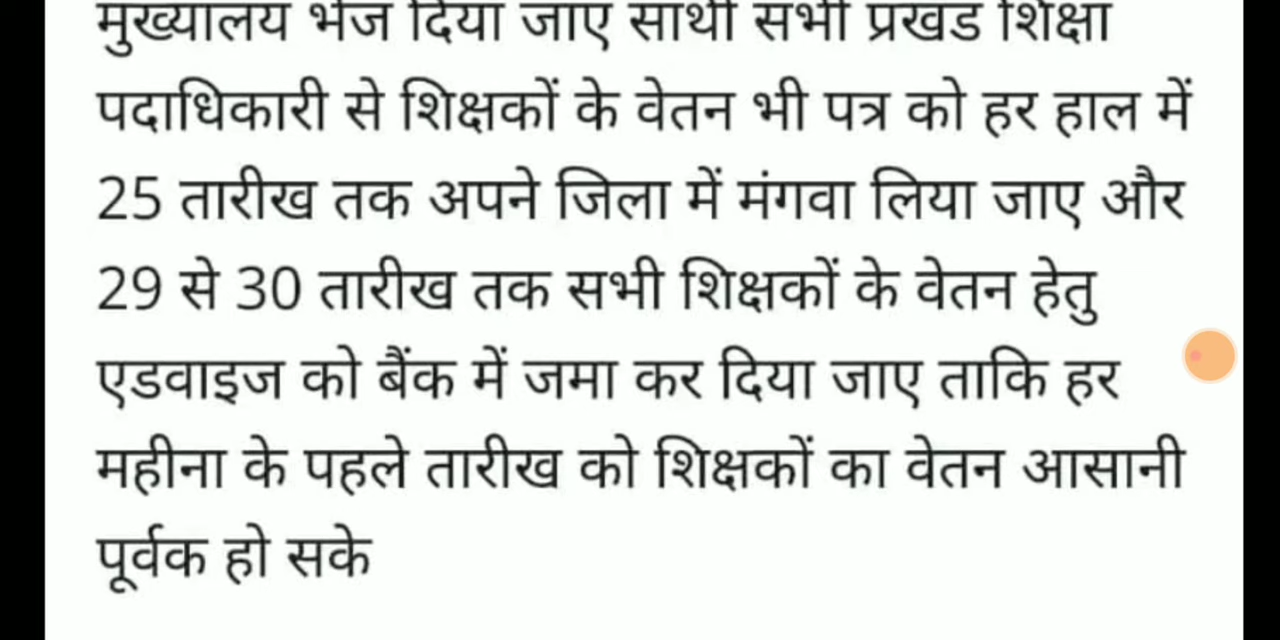 मुख्यालय भेज दिया जाए साथी सभी प्रखंड शिक्षा
पदाधिकारी से शिक्षकों के वेतन भी पत्र को हर हाल में
25 तारीख तक अपने जिला में मंगवा लिया जाए और
29 से 30 तारीख तक सभी शिक्षकों के वेतन हेतु
एडवाइज को बैंक में जमा कर दिया जाए ताकि हर
महीना के पहले तारीख को शिक्षकों का वेतन आसानी
पूर्वक हो सके